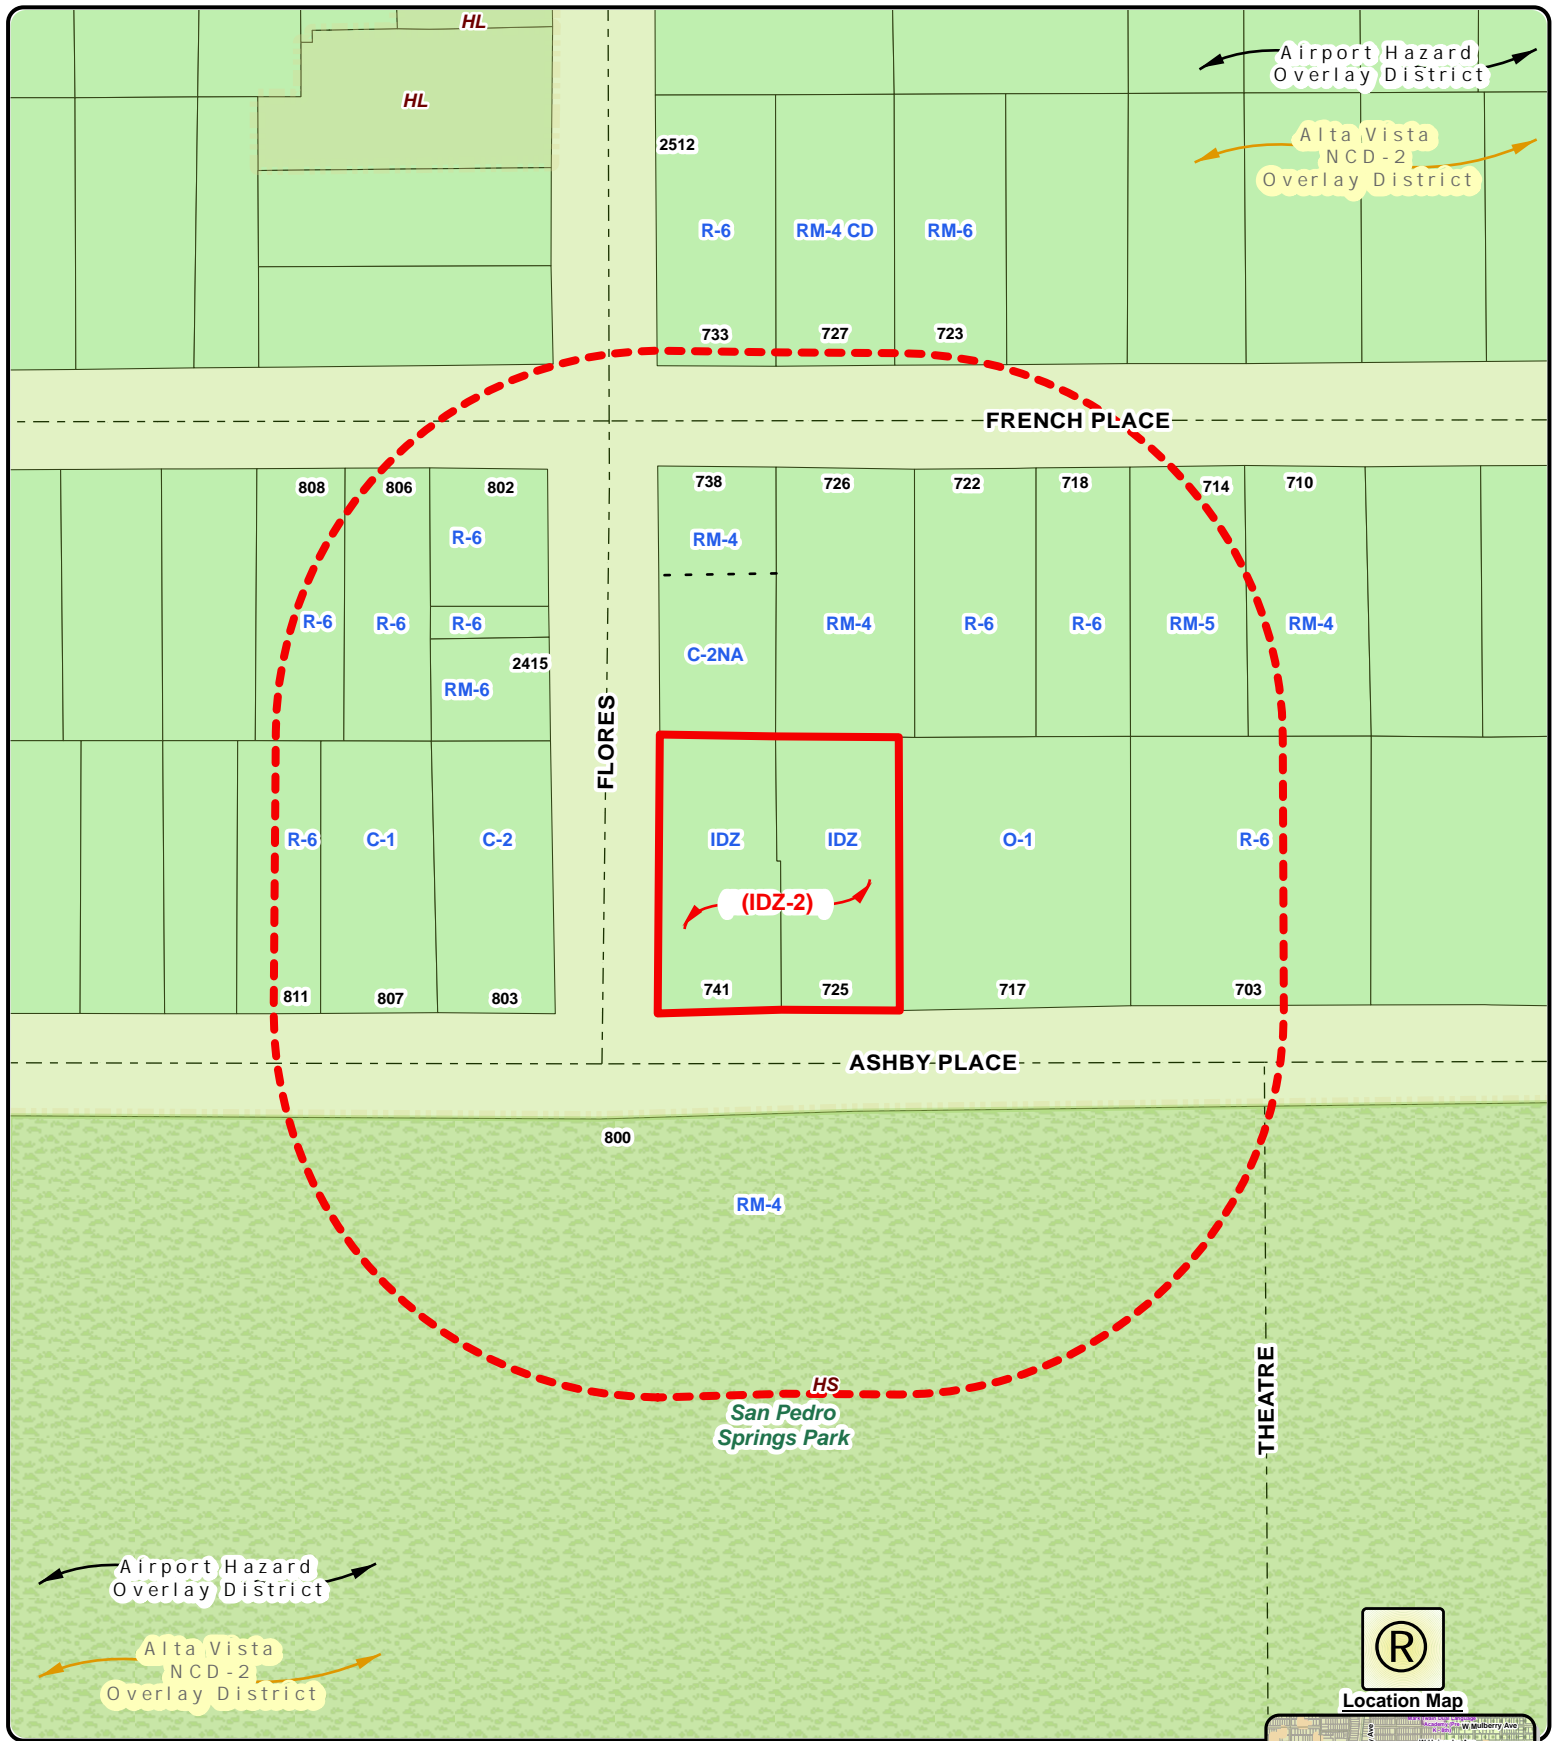 HL
Airport Hazard
Overlay District
HL
Alta Vista
NCD-2
Overlay District
2512
R-6
RM-4 CD
RM-6
733
727
723
FRENCH PLACE
808
806
802
738
726
722
718
714
710
R-6
RM-4
R-6
R-6
R-6
RM-4
R-6
R-6
RM-5
RM-4
2415
C-2NA
RM-6
FLORES
R-6
C-1
C-2
IDZ
IDZ
O-1
R-6
(IDZ-2)
811
807
803
741
725
717
703
ASHBY PLACE
800
RM-4
HS
San Pedro
Springs Park
THEATRE
Airport Hazard
Overlay District
Alta Vista
NCD-2
Overlay District
R
Location Map
W Mulberry Ave